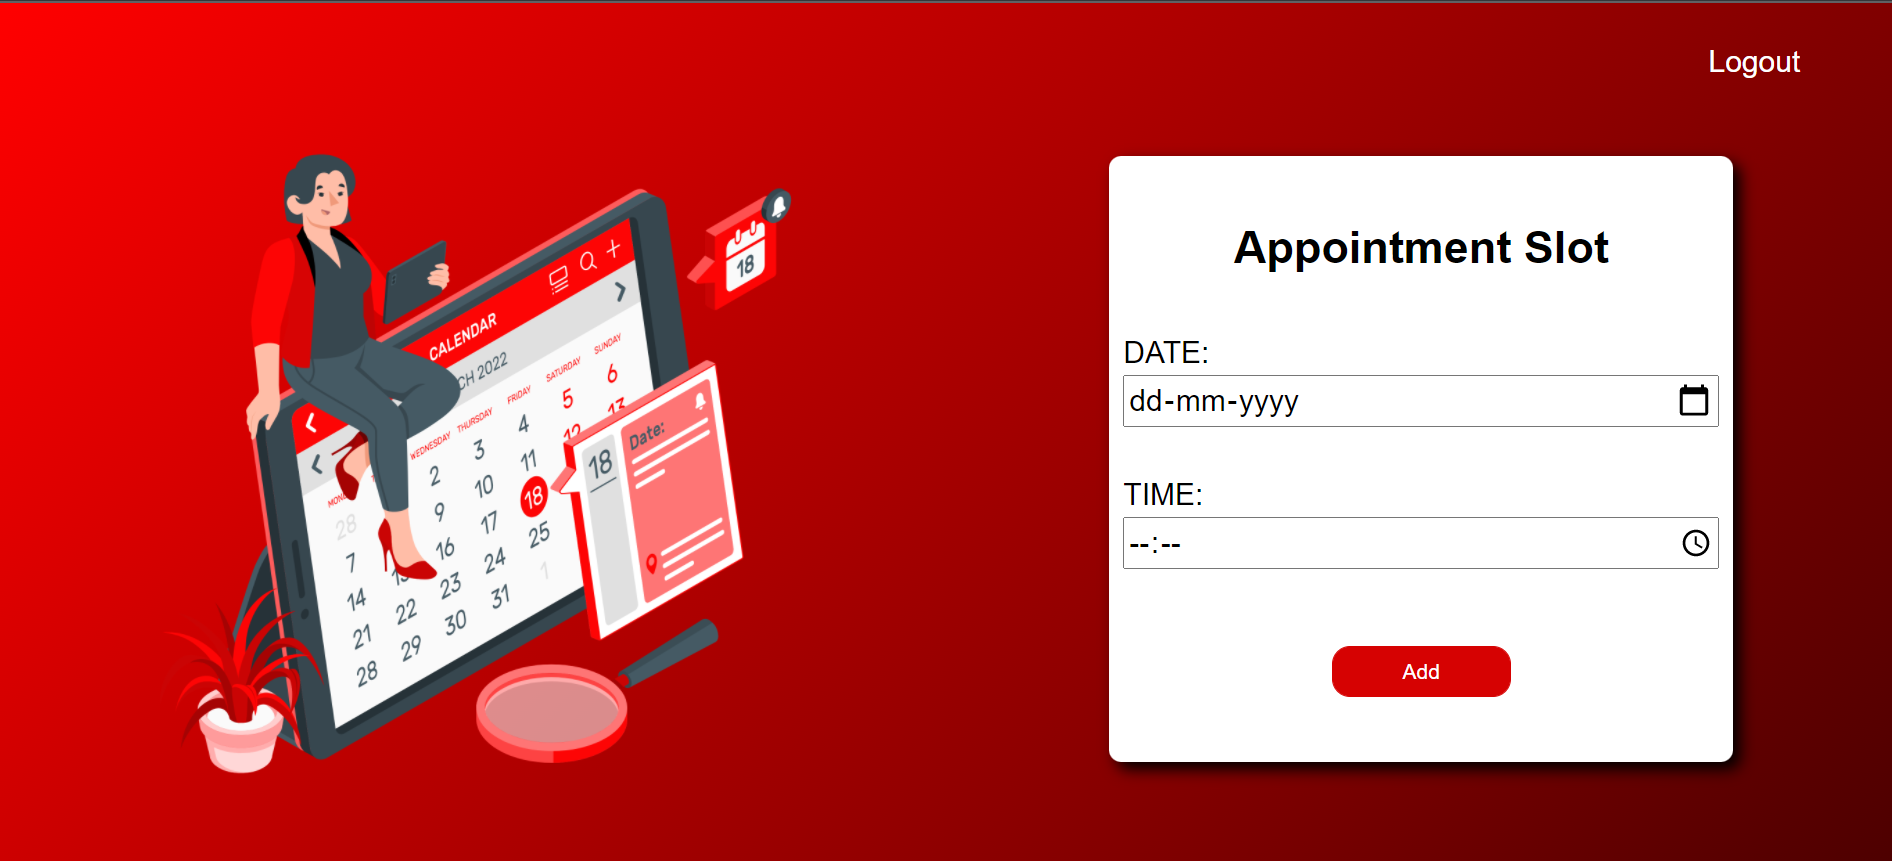 Logout
Appointment Slot
DATE:
dd-mm-yyyy
TIME:
--:--
Add
CALENDAR
CH 2022
WEDNESDAY THURSDAY FRIDAY SATURDAY SUNDAY
2 3 4 5 6
28 9 10 11 12 13
7 16 17 18
14 22 23 24 25
21 29 30 31 1
28
18 Date:
18